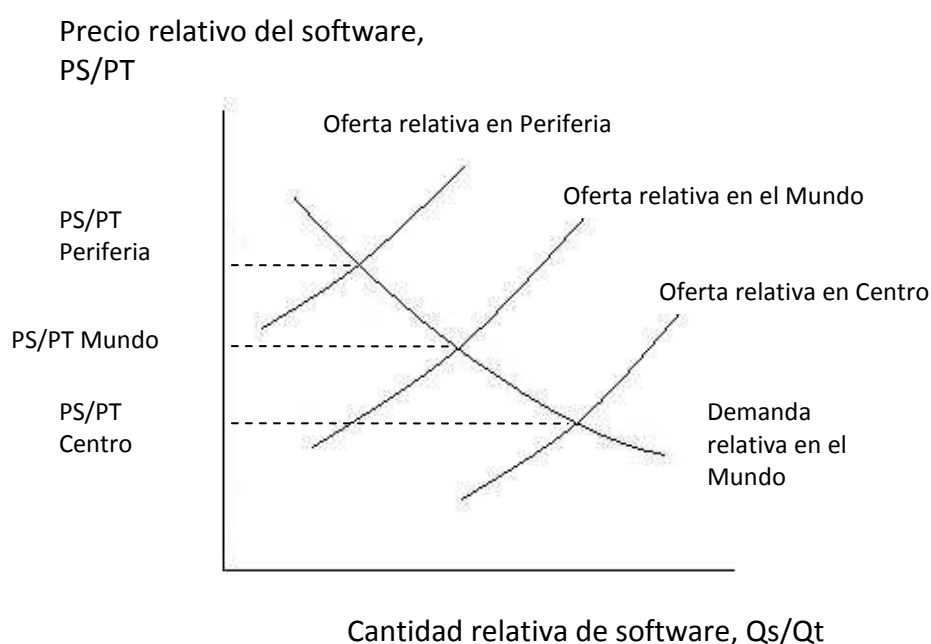 Precio relativo del software,
PS/PT
Oferta relativa en Periferia
Oferta relativa en el Mundo
PS/PT
Periferia
Oferta relativa en Centro
PS/PT Mundo
PS/PT
Centro
Demanda
relativa en el
Mundo
Cantidad relativa de software, Qs/Qt